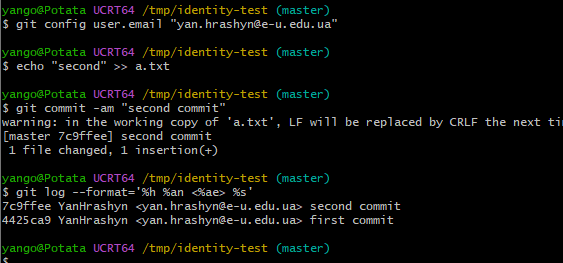 yango@Potata UCRT64 /tmp/identity-test (master)
$ git config user.email "yan.hrashyn@e-u.edu.ua"
yango@Potata UCRT64 /tmp/identity-test (master)
$ echo "second" >> a.txt
yango@Potata UCRT64 /tmp/identity-test (master)
$ git commit -am "second commit"
warning: in the working copy of 'a.txt', LF will be replaced by CRLF the next
[master 7c9ffee] second commit
 1 file changed, 1 insertion(+)
yango@Potata UCRT64 /tmp/identity-test (master)
$ git log --format='%h %an <%ae> %s'
7c9ffee YanHrashyn <yan.hrashyn@e-u.edu.ua> second commit
4425ca9 YanHrashyn <yan.hrashyn@e-u.edu.ua> first commit
yango@Potata UCRT64 /tmp/identity-test (master)
$